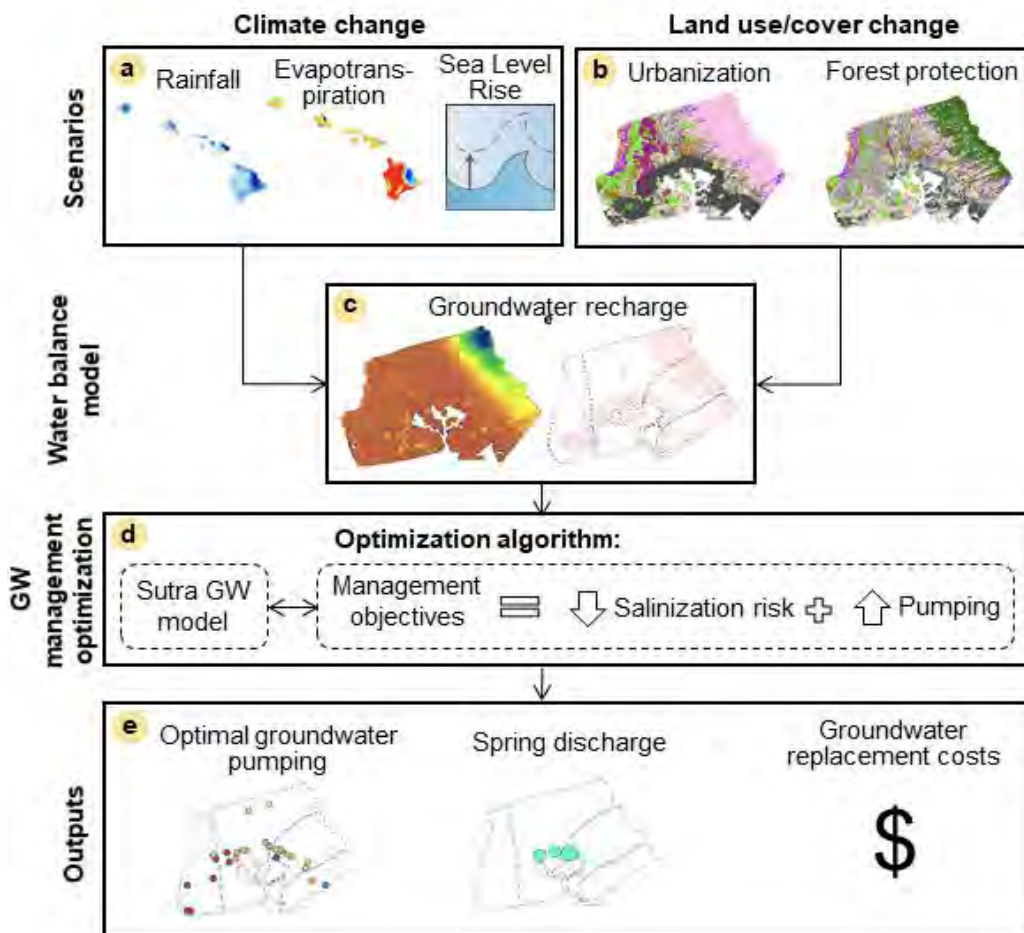 Climate change
Land use/cover change
Scenarios
a
Rainfall
Evapotrans-
piration
Sea Level
Rise
b
Urbanization
Forest protection
Water balance
model
c
Groundwater recharge
GW
management
optimization
d
Optimization algorithm:
Sutra GW
model
Management
objectives
Salinization risk
Pumping
Outputs
e
Optimal groundwater
pumping
Spring discharge
Groundwater
replacement costs
$